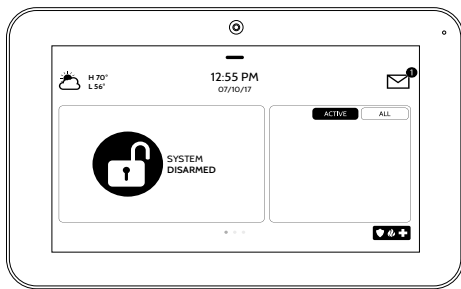 H 70°
L 56°
12:55 PM
07/10/17
1
ACTIVE
ALL
SYSTEM
DISARMED